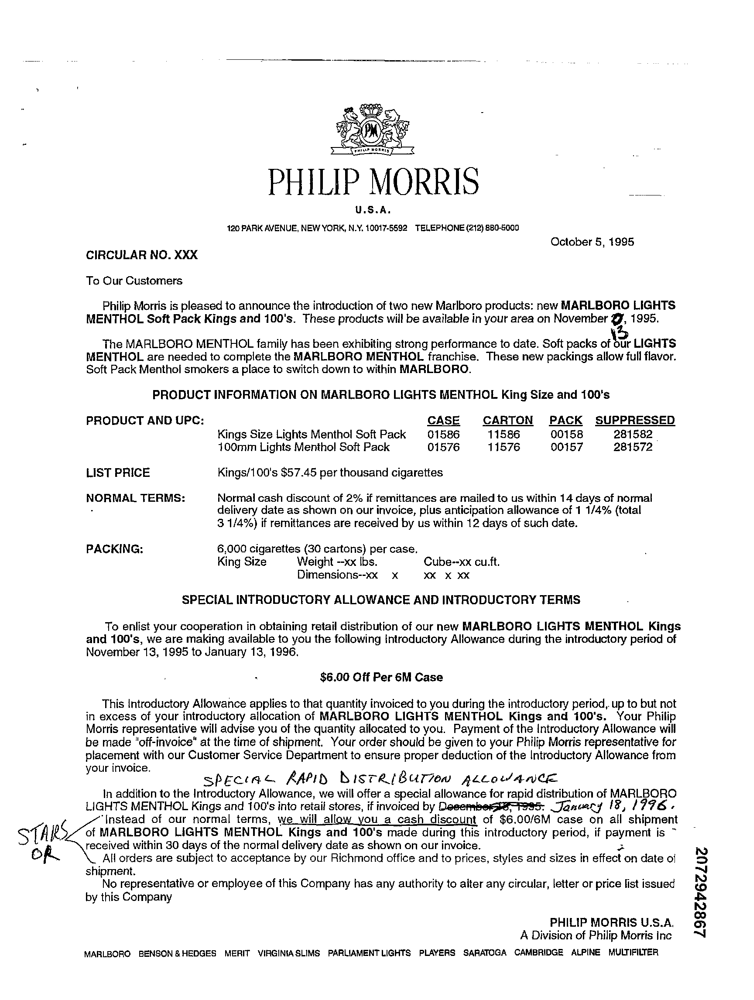 PM
PHILIP MORRIS
PHILIP MORRIS
U.S.A.
120 PARK AVENUE, NEW YORK, N.Y. 10017-5592 TELEPHONE (212) 880-5000
October 5, 1995
CIRCULAR NO. XXX
To Our Customers
Philip Morris is pleased to announce the introduction of two new Marlboro products: new MARLBORO LIGHTS
MENTHOL Soft Pack Kings and 100's. These products will be available in your area on November 13, 1995.
The MARLBORO MENTHOL family has been exhibiting strong performance to date. Soft packs of our LIGHTS
MENTHOL are needed to complete the MARLBORO MENTHOL franchise. These new packings allow full flavor.
Soft Pack Menthol smokers a place to switch down to within MARLBORO.
PRODUCT INFORMATION ON MARLBORO LIGHTS MENTHOL King Size and 100's
PRODUCT AND UPC: CASE CARTON PACK SUPPRESSED
Kings Size Lights Menthol Soft Pack 01586 11586 00158 281582
100mm Lights Menthol Soft Pack 01576 11576 00157 281572
LIST PRICE Kings/100's $57.45 per thousand cigarettes
NORMAL TERMS: Normal cash discount of 2% if remittances are mailed to us within 14 days of normal
delivery date as shown on our invoice, plus anticipation allowance of 1 1/4% (total
3 1/4%) if remittances are received by us within 12 days of such date.
PACKING: 6,000 cigarettes (30 cartons) per case.
King Size Weight --xx lbs. Cube--xx cu.ft.
Dimensions--xx x xx x xx
SPECIAL INTRODUCTORY ALLOWANCE AND INTRODUCTORY TERMS
To enlist your cooperation in obtaining retail distribution of our new MARLBORO LIGHTS MENTHOL Kings
and 100's, we are making available to you the following Introductory Allowance during the introductory period of
November 13, 1995 to January 13, 1996.
$6.00 Off Per 6M Case
This Introductory Allowance applies to that quantity invoiced to you during the introductory period, up to but not
in excess of your introductory allocation of MARLBORO LIGHTS MENTHOL Kings and 100's. Your Philip
Morris representative will advise you of the quantity allocated to you. Payment of the Introductory Allowance will
be made "off-invoice" at the time of shipment. Your order should be given to your Philip Morris representative for
placement with our Customer Service Department to ensure proper deduction of the Introductory Allowance from
your invoice.
SPECIAL RAPID DISTRIBUTION ALLOWANCE
In addition to the Introductory Allowance, we will offer a special allowance for rapid distribution of MARLBORO
LIGHTS MENTHOL Kings and 100's into retail stores, if invoiced by December 28, 1995. January 18, 1996.
Instead of our normal terms, we will allow you a cash discount of $6.00/6M case on all shipment
of MARLBORO LIGHTS MENTHOL Kings and 100's made during this introductory period, if payment is
received within 30 days of the normal delivery date as shown on our invoice.
STARS
OR
All orders are subject to acceptance by our Richmond office and to prices, styles and sizes in effect on date of
shipment.
No representative or employee of this Company has any authority to alter any circular, letter or price list issued
by this Company
PHILIP MORRIS U.S.A.
A Division of Philip Morris Inc
MARLBORO BENSON & HEDGES MERIT VIRGINIA SLIMS PARLIAMENT LIGHTS PLAYERS SARATOGA CAMBRIDGE ALPINE MULTIFILTER
2072942867